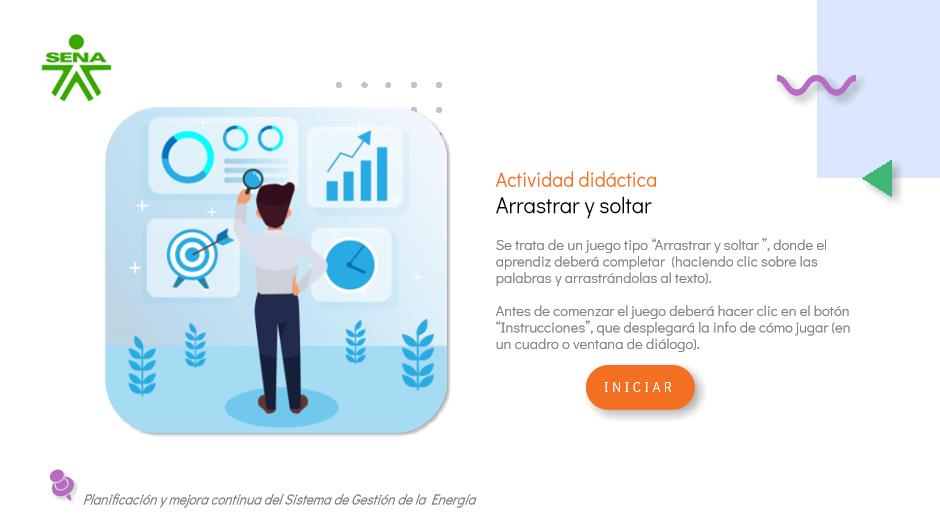 SENA
Actividad didáctica
Arrastrar y soltar
Se trata de un juego tipo “Arrastrar y soltar ”, donde el
aprendiz deberá completar (haciendo clic sobre las
palabras y arrastrándolas al texto).
Antes de comenzar el juego deberá hacer clic en el botón
“Instrucciones”, que desplegará la info de cómo jugar (en
un cuadro o ventana de diálogo).
INICIAR
Planificación y mejora continua del Sistema de Gestión de la Energía